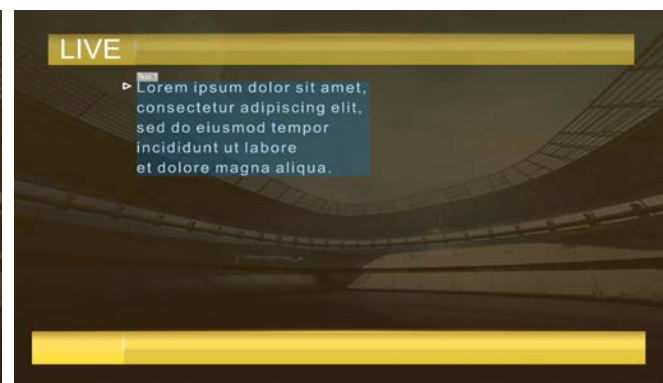 LIVE
Text 1
Lorem ipsum dolor sit amet,
consectetur adipiscing elit,
sed do eiusmod tempor
incididunt ut labore
et dolore magna aliqua.